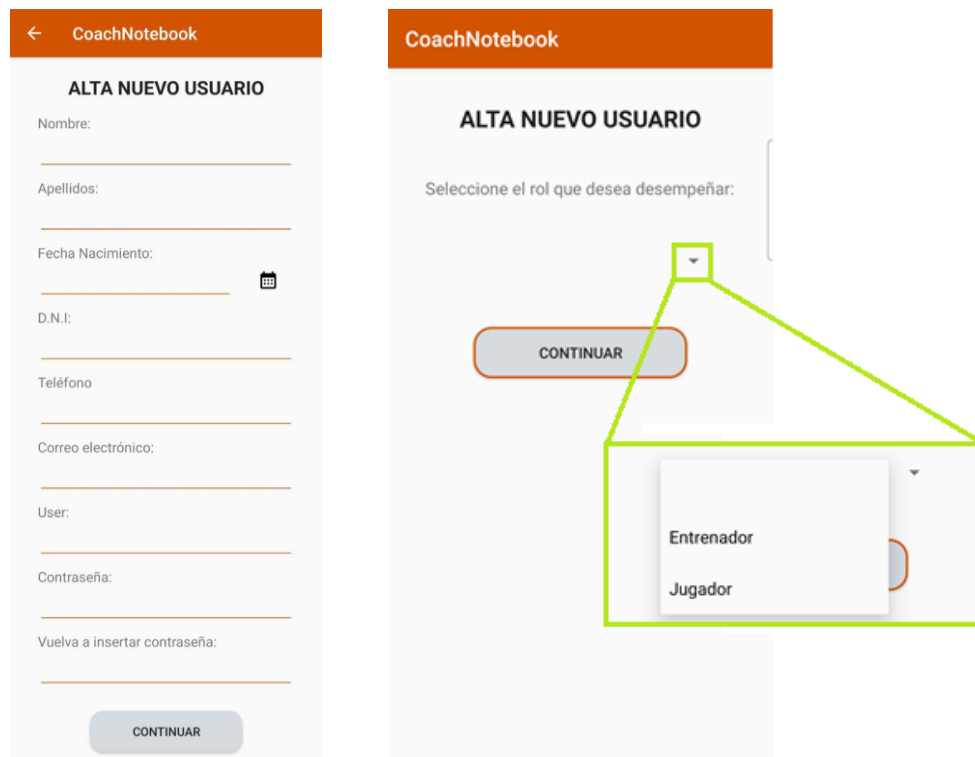 CoachNotebook
ALTA NUEVO USUARIO
Nombre:
Apellidos:
Fecha Nacimiento:
D.N.I:
Teléfono
Correo electrónico:
User:
Contraseña:
Vuelva a insertar contraseña:
CONTINUAR
CoachNotebook
ALTA NUEVO USUARIO
Seleccione el rol que desea desempeñar:
CONTINUAR
Entrenador
Jugador